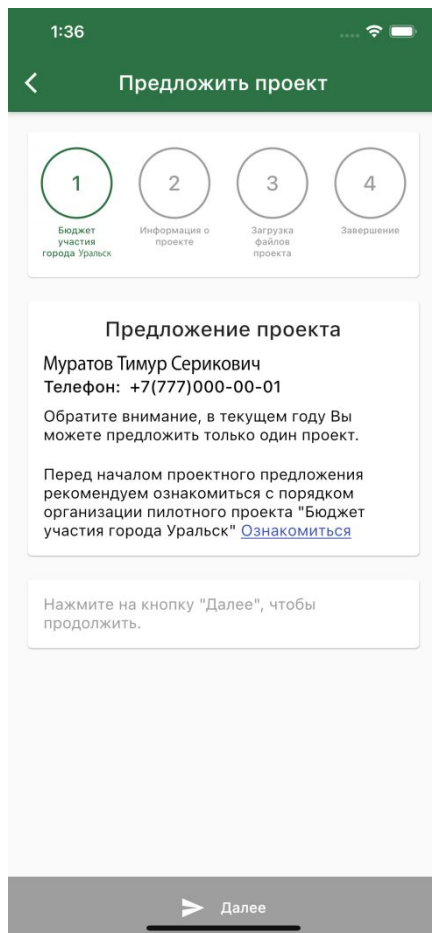 1:36
Предложить проект
1
2
3
4
Бюджет
участия
города Уральск
Информация о
проекте
Загрузка
файлов
проекта
Завершение
Предложение проекта
Муратов Тимур Серикович
Телефон: +7(777)000-00-01
Обратите внимание, в текущем году Вы
можете предложить только один проект.
Перед началом проектного предложения
рекомендуем ознакомиться с порядком
организации пилотного проекта "Бюджет
участия города Уральск" Ознакомиться
Нажмите на кнопку "Далее", чтобы
продолжить.
Далее